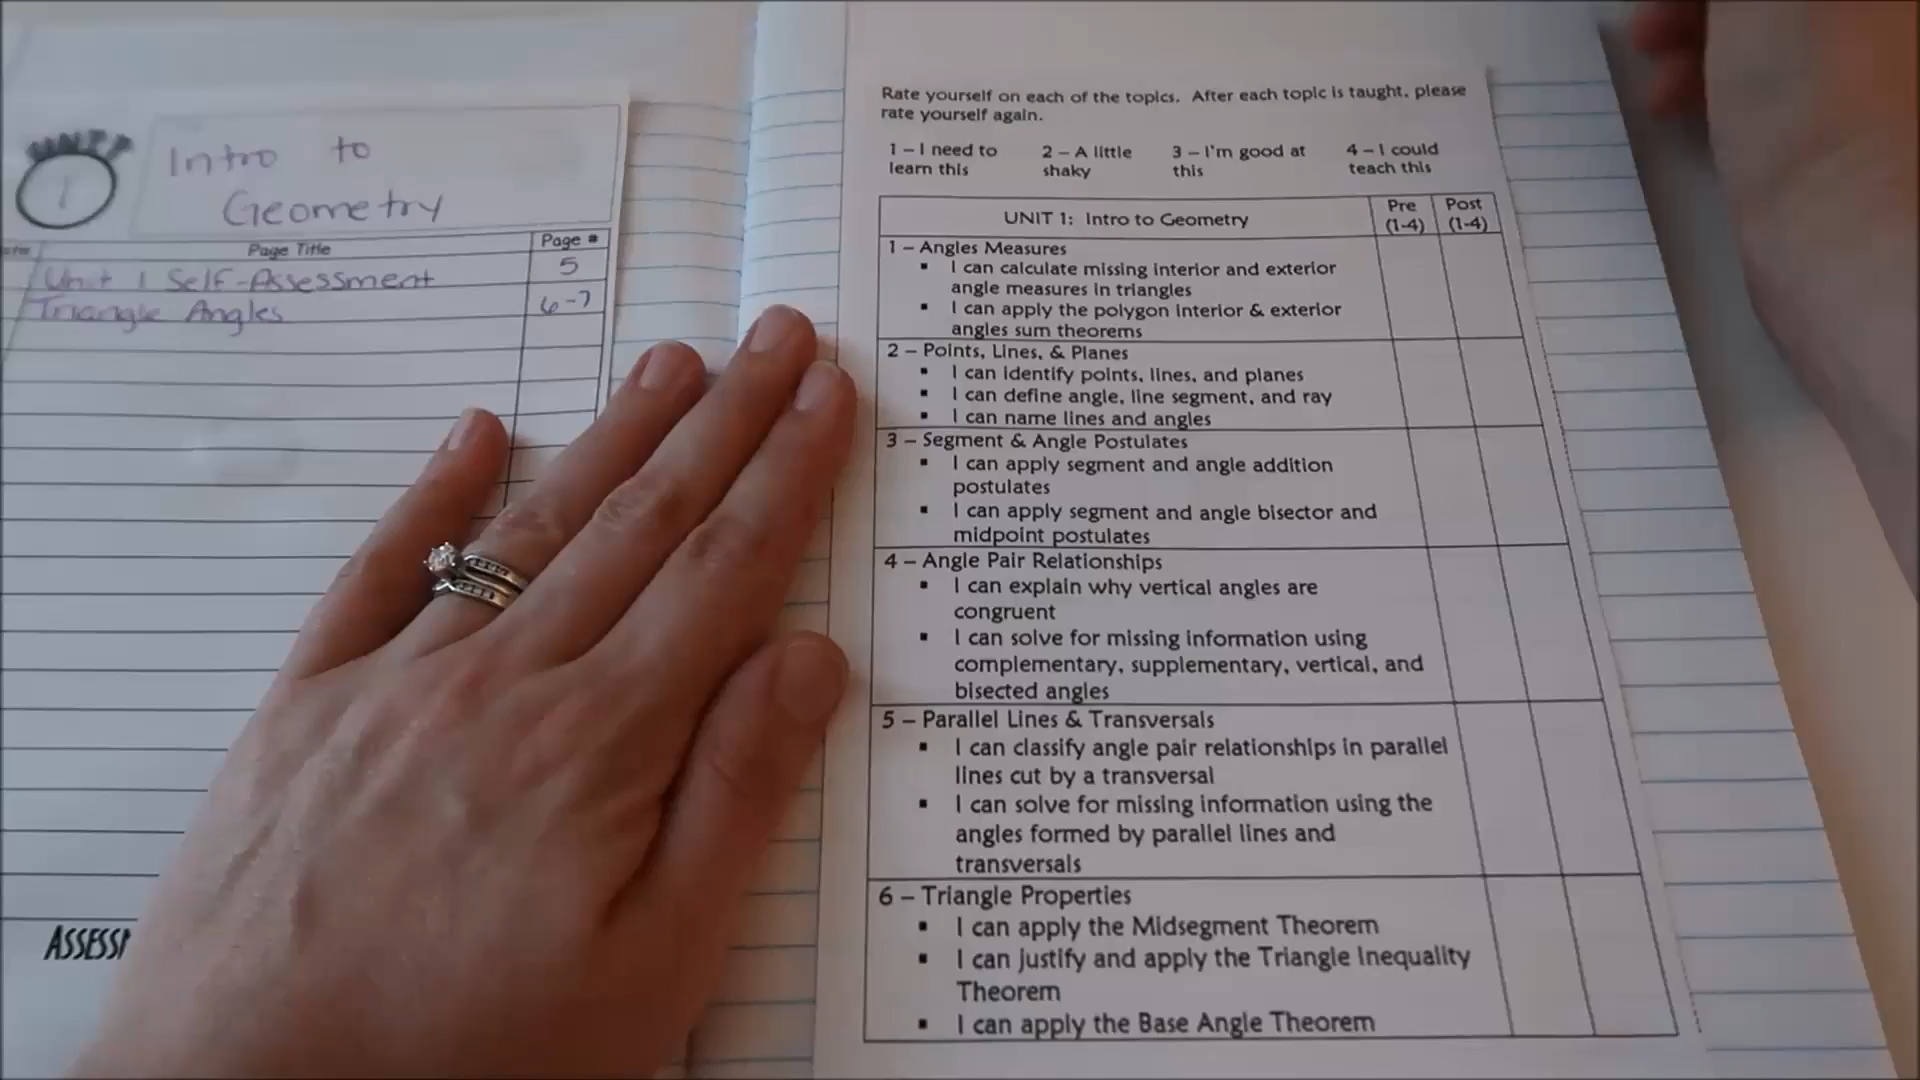 UNIT
1
Intro to
Geometry
Page Title Page #
Unit 1 Self-Assessment 5
Triangle Angles 6-7
Rate yourself on each of the topics. After each topic is taught, please
rate yourself again.
1 – I need to learn this
2 – A little shaky
3 – I'm good at this
4 – I could teach this
UNIT 1: Intro to Geometry
Pre (1-4)
Post (1-4)
1 – Angles Measures
▪ I can calculate missing interior and exterior
angle measures in triangles
▪ I can apply the polygon interior & exterior
angles sum theorems
2 – Points, Lines, & Planes
▪ I can identify points, lines, and planes
▪ I can define angle, line segment, and ray
▪ I can name lines and angles
3 – Segment & Angle Postulates
▪ I can apply segment and angle addition
postulates
▪ I can apply segment and angle bisector and
midpoint postulates
4 – Angle Pair Relationships
▪ I can explain why vertical angles are
congruent
▪ I can solve for missing information using
complementary, supplementary, vertical, and
bisected angles
5 – Parallel Lines & Transversals
▪ I can classify angle pair relationships in parallel
lines cut by a transversal
▪ I can solve for missing information using the
angles formed by parallel lines and
transversals
6 – Triangle Properties
▪ I can apply the Midsegment Theorem
▪ I can justify and apply the Triangle Inequality
Theorem
▪ I can apply the Base Angle Theorem